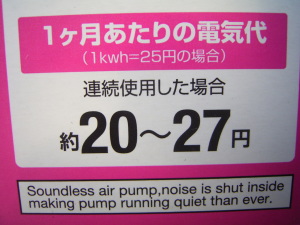 1ヶ月あたりの電気代
(1kwh=25円の場合)
連続使用した場合
約20〜27円
Soundless air pump,noise is shut inside
making pump running quiet than ever.